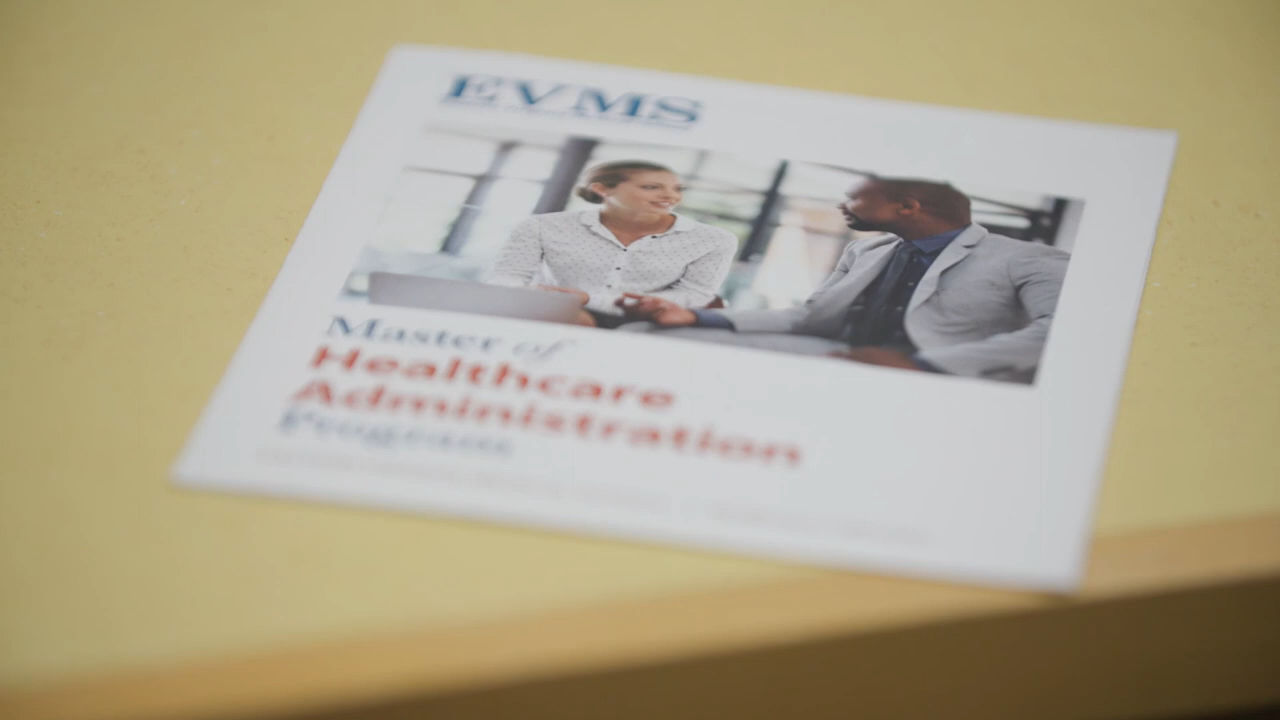 EVMS
Master of
Healthcare
Administration
Program